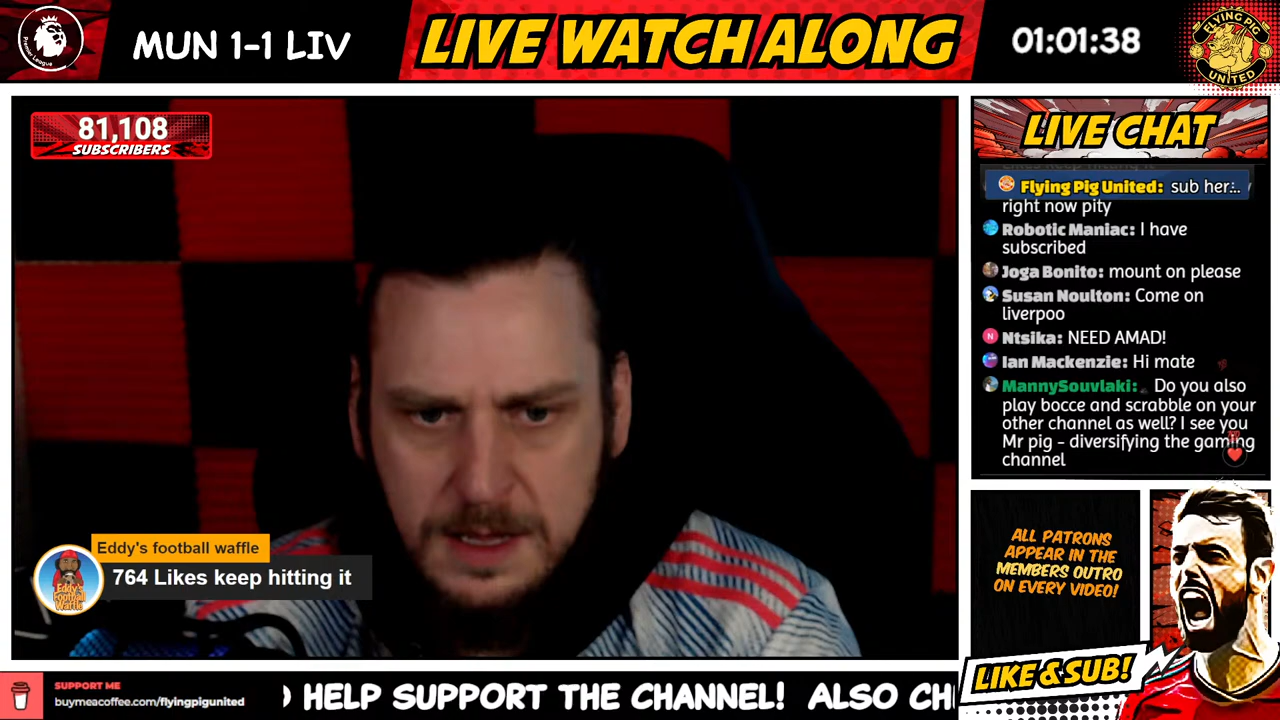 Premier League
MUN 1-1 LIV
LIVE WATCH ALONG
01:01:38
FLYING PIG
UNITED
81,108
SUBSCRIBERS
LIVE CHAT
Flying Pig United: sub her...
right now pity
Robotic Maniac: I have
subscribed
Joga Bonito: mount on please
Susan Noulton: Come on
liverpoo
N
Ntsika: NEED AMAD!
Ian Mackenzie: Hi mate
MannySouvlaki: Do you also
play bocce and scrabble on your
other channel as well? I see you
Mr pig - diversifying the gaming
channel
Eddy's football waffle
764 Likes keep hitting it
Eddy's
Football
Waffle
ALL PATRONS
APPEAR IN THE
MEMBERS OUTRO
ON EVERY VIDEO!
LIKE & SUB!
SUPPORT ME
buymeacoffee.com/flyingpigunited
HELP SUPPORT THE CHANNEL! ALSO CH